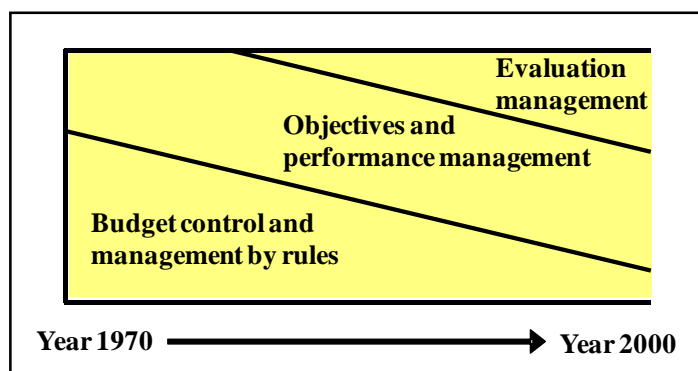 Evaluation
management
Objectives and
performance management
Budget control and
management by rules
Year 1970
Year 2000